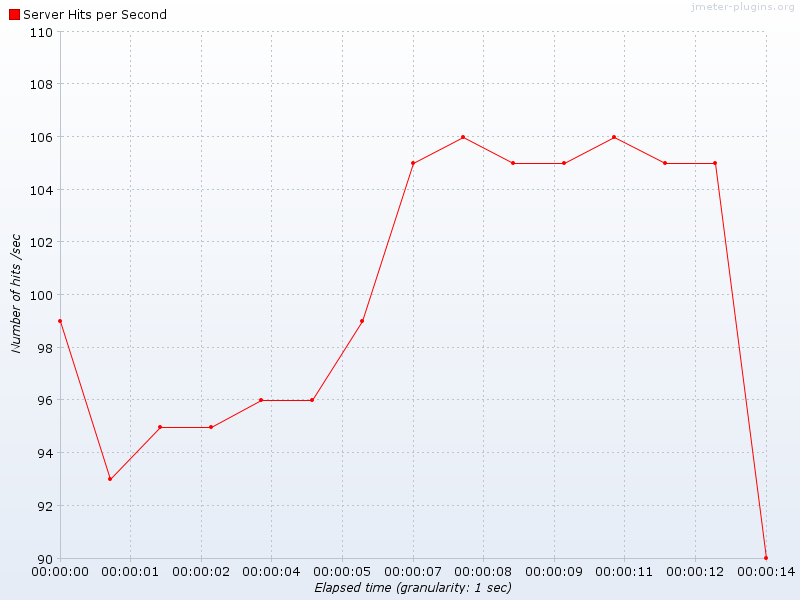 jmeter-plugins.org
Server Hits per Second
110
108
106
104
102
100
98
96
94
92
90
Number of hits /sec
00:00:00 00:00:01 00:00:02 00:00:04 00:00:05 00:00:07 00:00:08 00:00:09 00:00:11 00:00:12 00:00:14
Elapsed time (granularity: 1 sec)